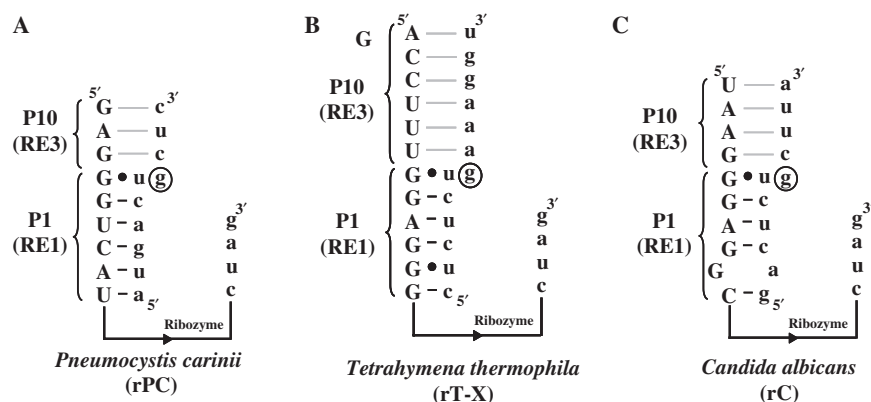 A
P10
(RE3)
P1
(RE1)
5′ G — c 3′
A — u
G — c
G • u g
G - c
U - a
C - g
A - u
U - a 5′
g 3′
a
u
c
Ribozyme
Pneumocystis carinii
(rPC)
B
G
P10
(RE3)
P1
(RE1)
5′ A — u 3′
C — g
C — g
U — a
U — a
U — a
G • u g
G - c
A - u
G - c
G • u
G - c 5′
g 3′
a
u
c
Ribozyme
Tetrahymena thermophila
(rT-X)
C
P10
(RE3)
P1
(RE1)
5′ U — a 3′
A — u
A — u
G — c
G • u g
G - c
A - u
G - c
G a
C - g 5′
g 3
a
u
c
Ribozyme
Candida albicans
(rC)